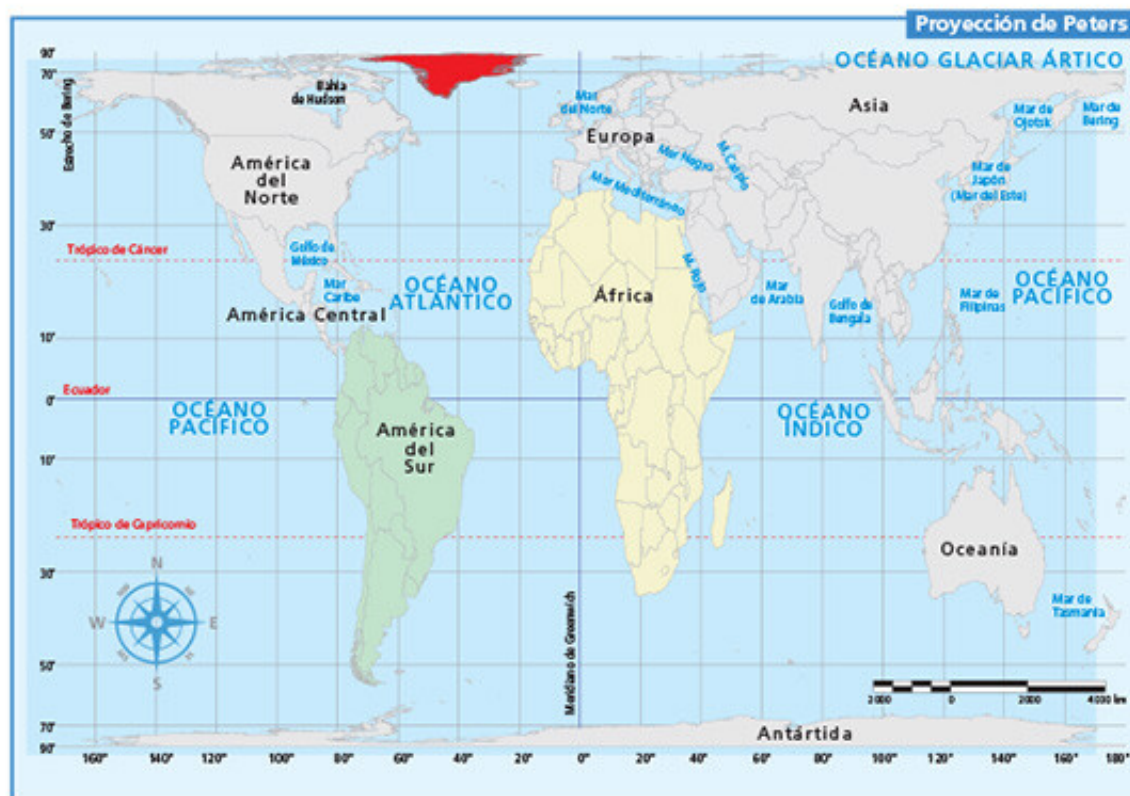 Proyección de Peters
OCÉANO GLACIAR ÁRTICO
90°
70°
50°
30°
10°
0°
10°
30°
50°
70°
90°
Estrecho de Bering
Bahía
de Hudson
Mar
del Norte
Asia
Mar de
Ojotsk
Mar de
Bering
Europa
América
del
Norte
Mar Negro
M. Caspio
Mar de
Japón
(Mar del Este)
Mar Mediterráneo
Trópico de Cáncer
Golfo de
México
OCÉANO
ATLÁNTICO
Mar
Caribe
América Central
África
M. Rojo
Mar
de Arabia
Golfo de
Bengala
Mar de
Filipinas
OCÉANO
PACÍFICO
Ecuador
OCÉANO
PACÍFICO
América
del
Sur
OCÉANO
ÍNDICO
Trópico de Capricornio
Oceanía
Mar de
Tasmania
N
W
E
S
Meridiano de Greenwich
2000 0 2000 4000 km
Antártida
160° 140° 120° 100° 80° 60° 40° 20° 0° 20° 40° 60° 80° 100° 120° 140° 160° 180°